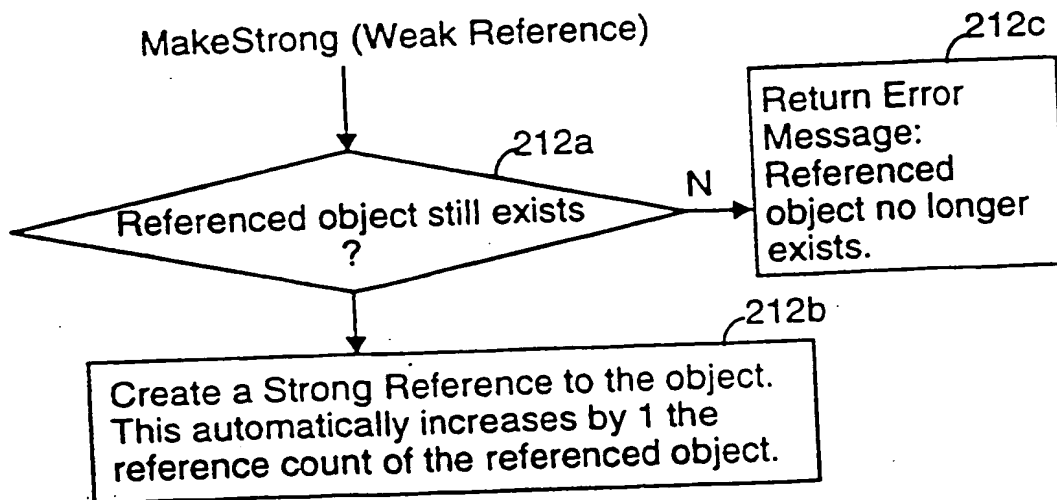 MakeStrong (Weak Reference)
212a
Referenced object still exists
?
N
212c
Return Error
Message:
Referenced
object no longer
exists.
212b
Create a Strong Reference to the object.
This automatically increases by 1 the
reference count of the referenced object.